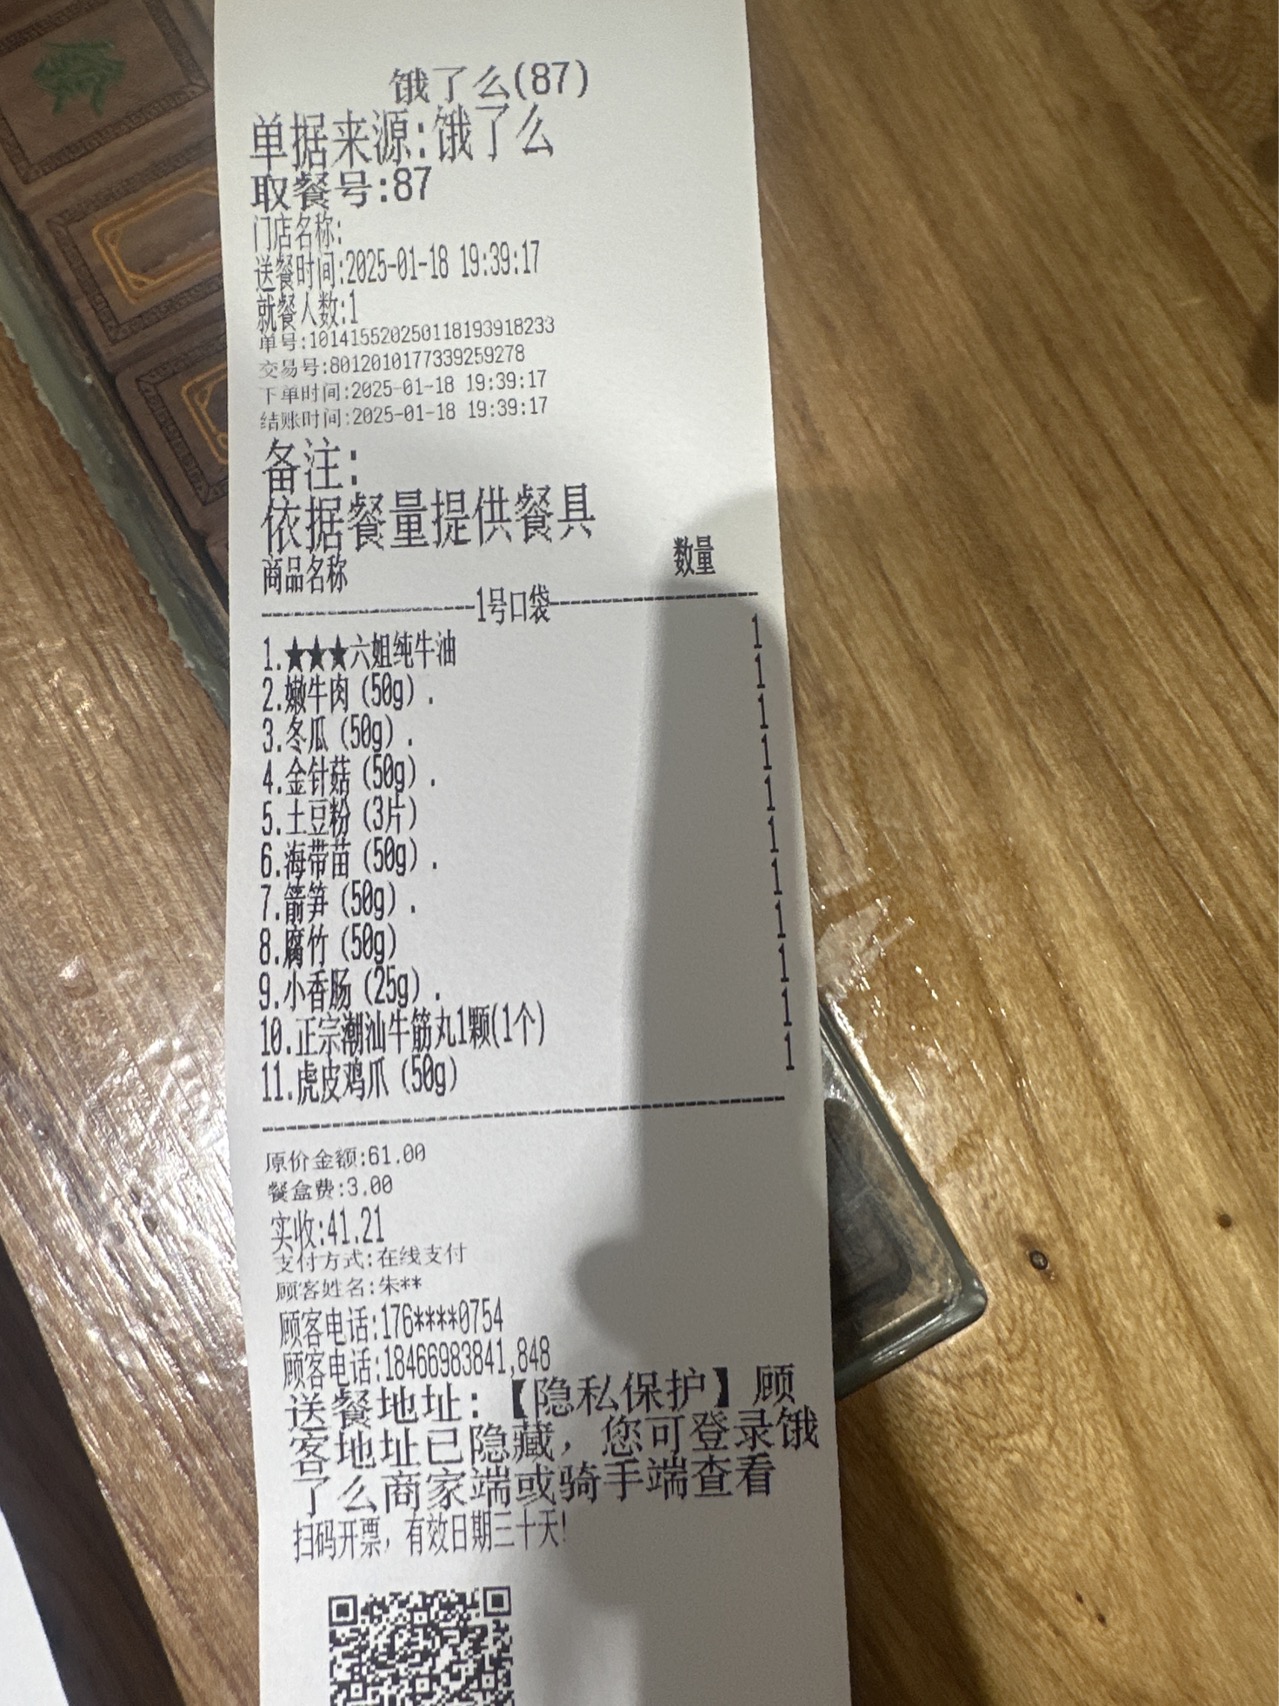 饿了么(87)
单据来源:饿了么
取餐号:87
门店名称:
送餐时间:2025-01-18 19:39:17
就餐人数:1
单号:10141552025011819391​8233
交易号:8012010177339259278
下单时间:2025-01-18 19:39:17
结账时间:2025-01-18 19:39:17
备注:
依据餐量提供餐具
商品名称 数量
1号口袋
1.★★★六姐纯牛油 1
2.嫩牛肉(50g). 1
3.冬瓜(50g). 1
4.金针菇(50g). 1
5.土豆粉(3片) 1
6.海带苗(50g). 1
7.箭笋(50g). 1
8.腐竹(50g) 1
9.小香肠(25g). 1
10.正宗潮汕牛筋丸1颗(1个) 1
11.虎皮鸡爪(50g) 1
原价金额:61.00
餐盒费:3.00
实收:41.21
支付方式:在线支付
顾客姓名:朱**
顾客电话:176****0754
顾客电话:18466983841,848
送餐地址:【隐私保护】顾
客地址已隐藏，您可登录饿
了么商家端或骑手端查看
扫码开票，有效日期三十天!